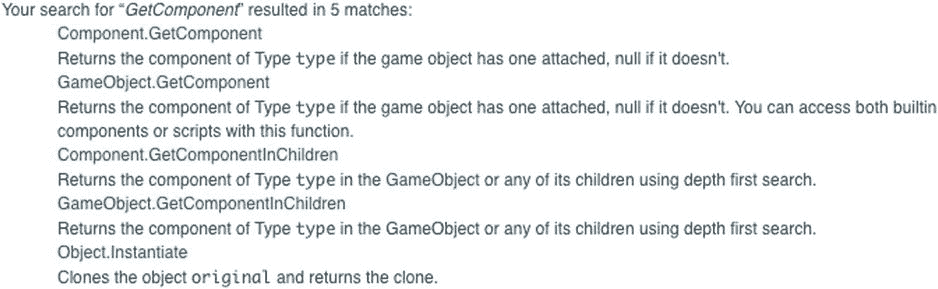 Your search for “GetComponent” resulted in 5 matches:
Component.GetComponent
Returns the component of Type type if the game object has one attached, null if it doesn't.
GameObject.GetComponent
Returns the component of Type type if the game object has one attached, null if it doesn't. You can access both builtin
components or scripts with this function.
Component.GetComponentInChildren
Returns the component of Type type in the GameObject or any of its children using depth first search.
GameObject.GetComponentInChildren
Returns the component of Type type in the GameObject or any of its children using depth first search.
Object.Instantiate
Clones the object original and returns the clone.